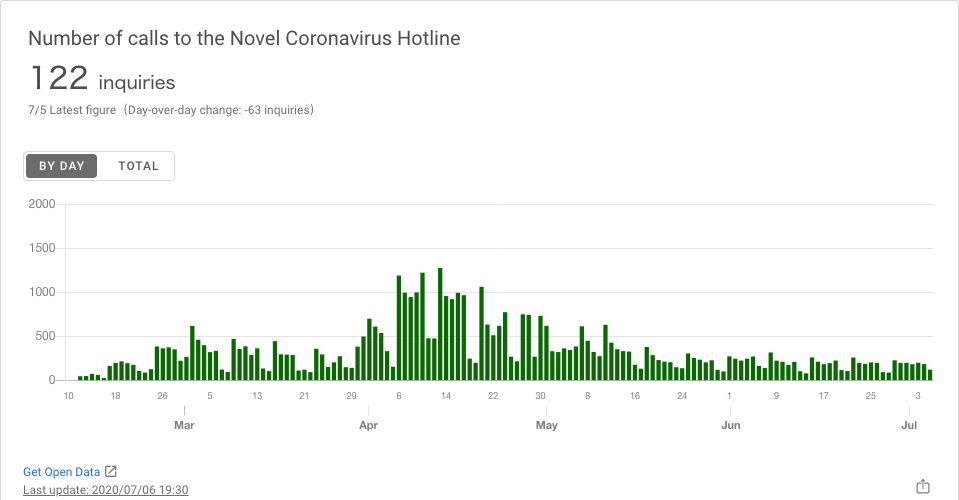 Number of calls to the Novel Coronavirus Hotline
122 inquiries
7/5 Latest figure（Day-over-day change: -63 inquiries）
BY DAY TOTAL
2000
1500
1000
500
0
10 18 26 5 13 21 29 6 14 22 30 8 16 24 1 9 17 25 3
Mar Apr May Jun Jul
Get Open Data
Last update: 2020/07/06 19:30